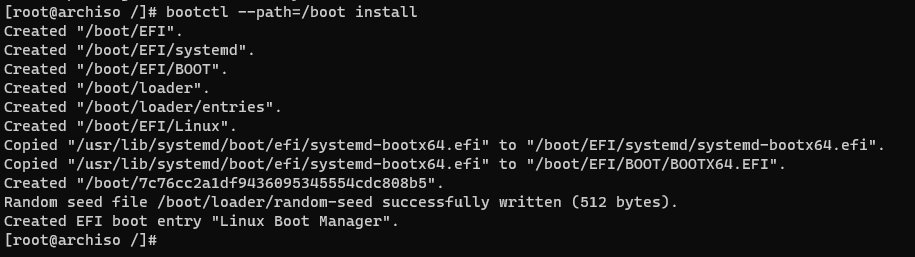 [root@archiso /]# bootctl --path=/boot install
Created "/boot/EFI".
Created "/boot/EFI/systemd".
Created "/boot/EFI/BOOT".
Created "/boot/loader".
Created "/boot/loader/entries".
Created "/boot/EFI/Linux".
Copied "/usr/lib/systemd/boot/efi/systemd-bootx64.efi" to "/boot/EFI/systemd/systemd-bootx64.efi".
Copied "/usr/lib/systemd/boot/efi/systemd-bootx64.efi" to "/boot/EFI/BOOT/BOOTX64.EFI".
Created "/boot/7c76cc2a1df9436095345554cdc808b5".
Random seed file /boot/loader/random-seed successfully written (512 bytes).
Created EFI boot entry "Linux Boot Manager".
[root@archiso /]#